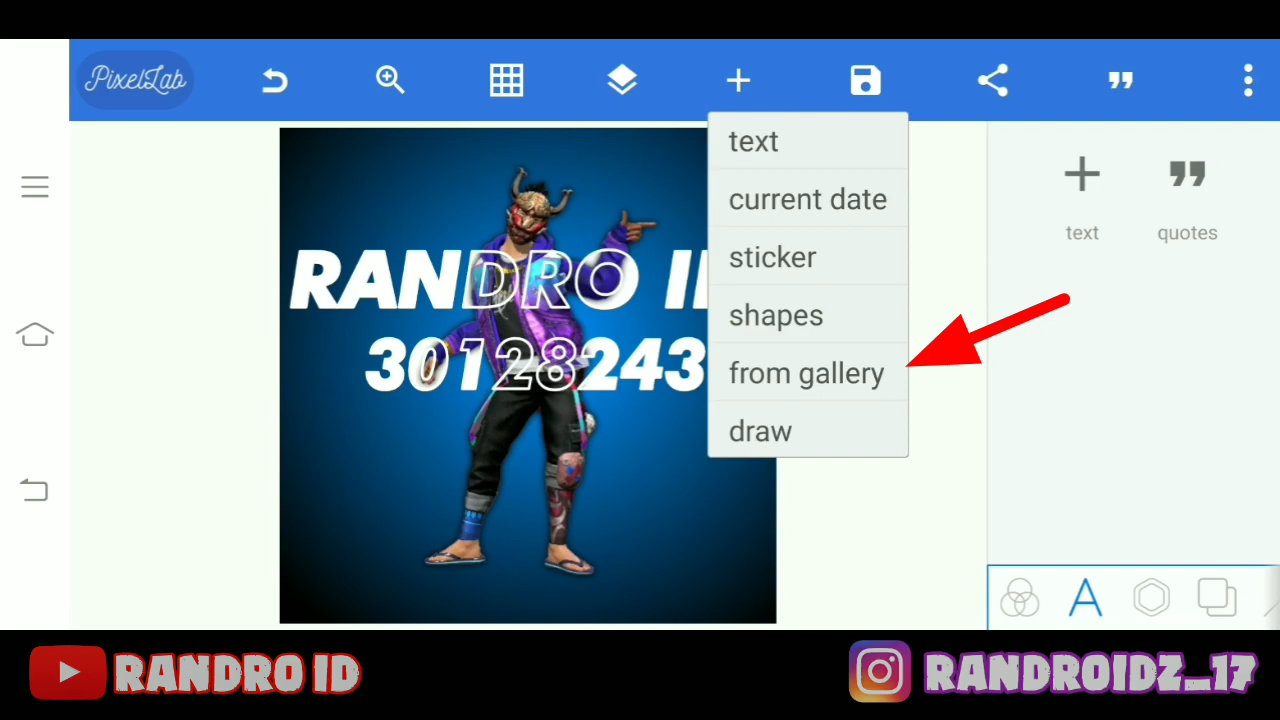 PixelLab
text
current date
sticker
shapes
from gallery
draw
text
quotes
RANDRO I
30128243
RANDRO ID
RANDROIDZ_17